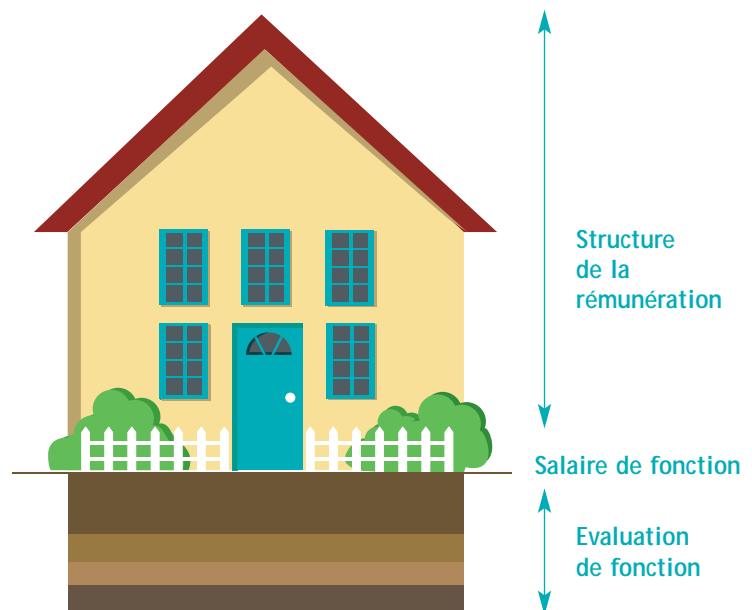 Structure
de la
rémunération
Salaire de fonction
Evaluation
de fonction